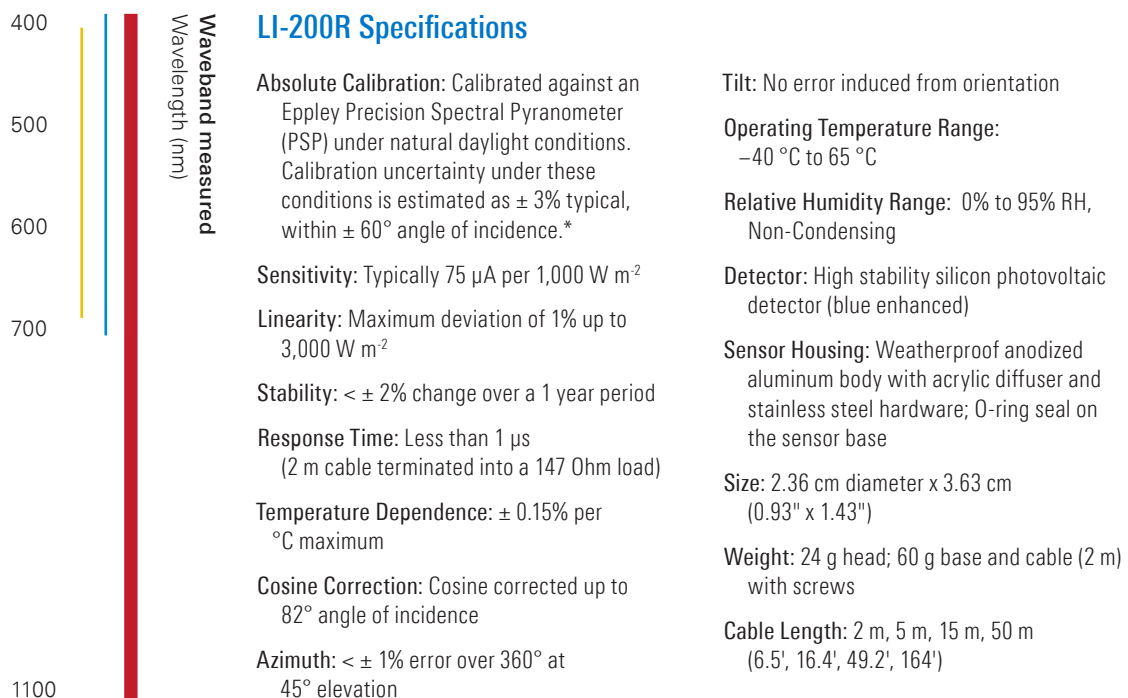 400
500
600
700
1100
Waveband measured
Wavelength (nm)
LI-200R Specifications
Absolute Calibration: Calibrated against an
Eppley Precision Spectral Pyranometer
(PSP) under natural daylight conditions.
Calibration uncertainty under these
conditions is estimated as ± 3% typical,
within ± 60° angle of incidence.*
Sensitivity: Typically 75 µA per 1,000 W m⁻²
Linearity: Maximum deviation of 1% up to
3,000 W m⁻²
Stability: < ± 2% change over a 1 year period
Response Time: Less than 1 µs
(2 m cable terminated into a 147 Ohm load)
Temperature Dependence: ± 0.15% per
°C maximum
Cosine Correction: Cosine corrected up to
82° angle of incidence
Azimuth: < ± 1% error over 360° at
45° elevation
Tilt: No error induced from orientation
Operating Temperature Range:
–40 °C to 65 °C
Relative Humidity Range: 0% to 95% RH,
Non-Condensing
Detector: High stability silicon photovoltaic
detector (blue enhanced)
Sensor Housing: Weatherproof anodized
aluminum body with acrylic diffuser and
stainless steel hardware; O-ring seal on
the sensor base
Size: 2.36 cm diameter x 3.63 cm
(0.93" x 1.43")
Weight: 24 g head; 60 g base and cable (2 m)
with screws
Cable Length: 2 m, 5 m, 15 m, 50 m
(6.5', 16.4', 49.2', 164')